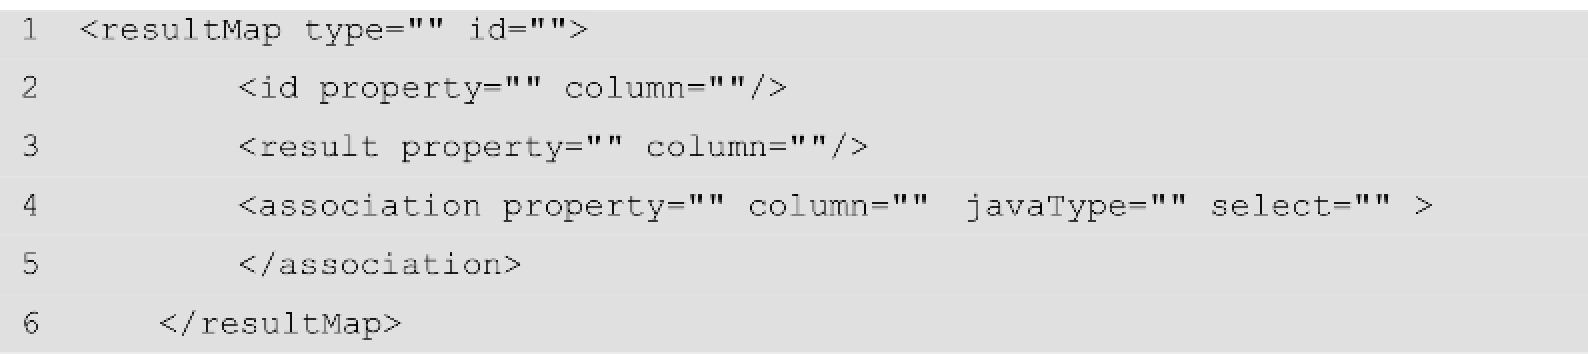 1 <resultMap type="" id="">
2 <id property="" column=""/>
3 <result property="" column=""/>
4 <association property="" column="" javaType="" select="" >
5 </association>
6 </resultMap>